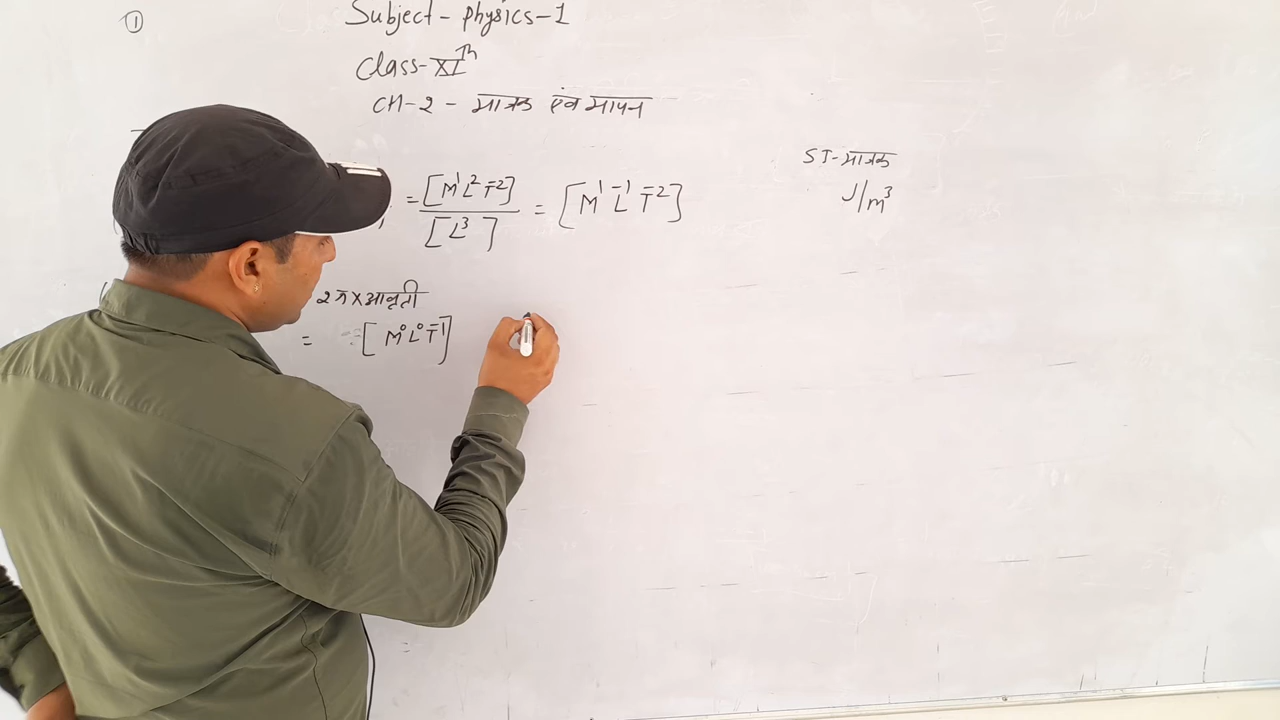 ①
Subject - physics-1
Class-XIth
CH-2 - मात्रक एवं मापन
SI-मात्रक
= [M¹L²T⁻²] / [L³] = [M¹L⁻¹T⁻²]
J/m³
2π×आवृती
= = [M⁰L⁰T⁻¹]